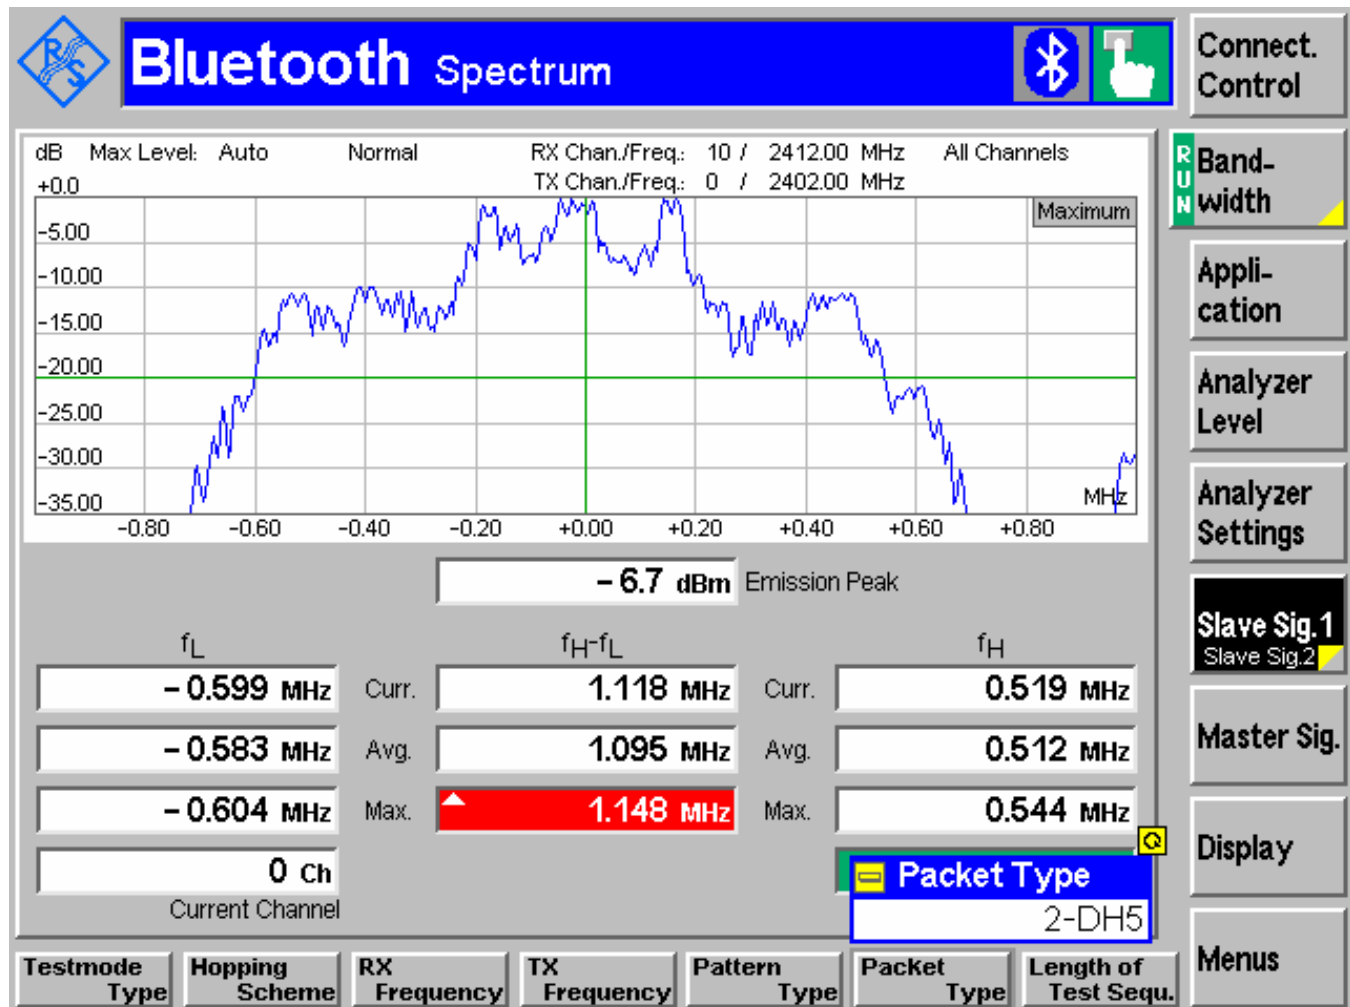 R&S
Bluetooth Spectrum
Connect.
Control
dB Max Level: Auto Normal RX Chan./Freq.: 10 / 2412.00 MHz All Channels
+0.0 TX Chan./Freq.: 0 / 2402.00 MHz
Maximum
-5.00
-10.00
-15.00
-20.00
-25.00
-30.00
-35.00 MHz
-0.80 -0.60 -0.40 -0.20 +0.00 +0.20 +0.40 +0.60 +0.80
RUN
Band-
width
Appli-
cation
Analyzer
Level
Analyzer
Settings
Slave Sig.1
Slave Sig.2
Master Sig.
Display
Menus
-6.7 dBm Emission Peak
fL fH-fL fH
-0.599 MHz Curr. 1.118 MHz Curr. 0.519 MHz
-0.583 MHz Avg. 1.095 MHz Avg. 0.512 MHz
-0.604 MHz Max. 1.148 MHz Max. 0.544 MHz
0 Ch
Current Channel
Packet Type
2-DH5
Testmode Type
Hopping Scheme
RX Frequency
TX Frequency
Pattern Type
Packet Type
Length of Test Sequ.